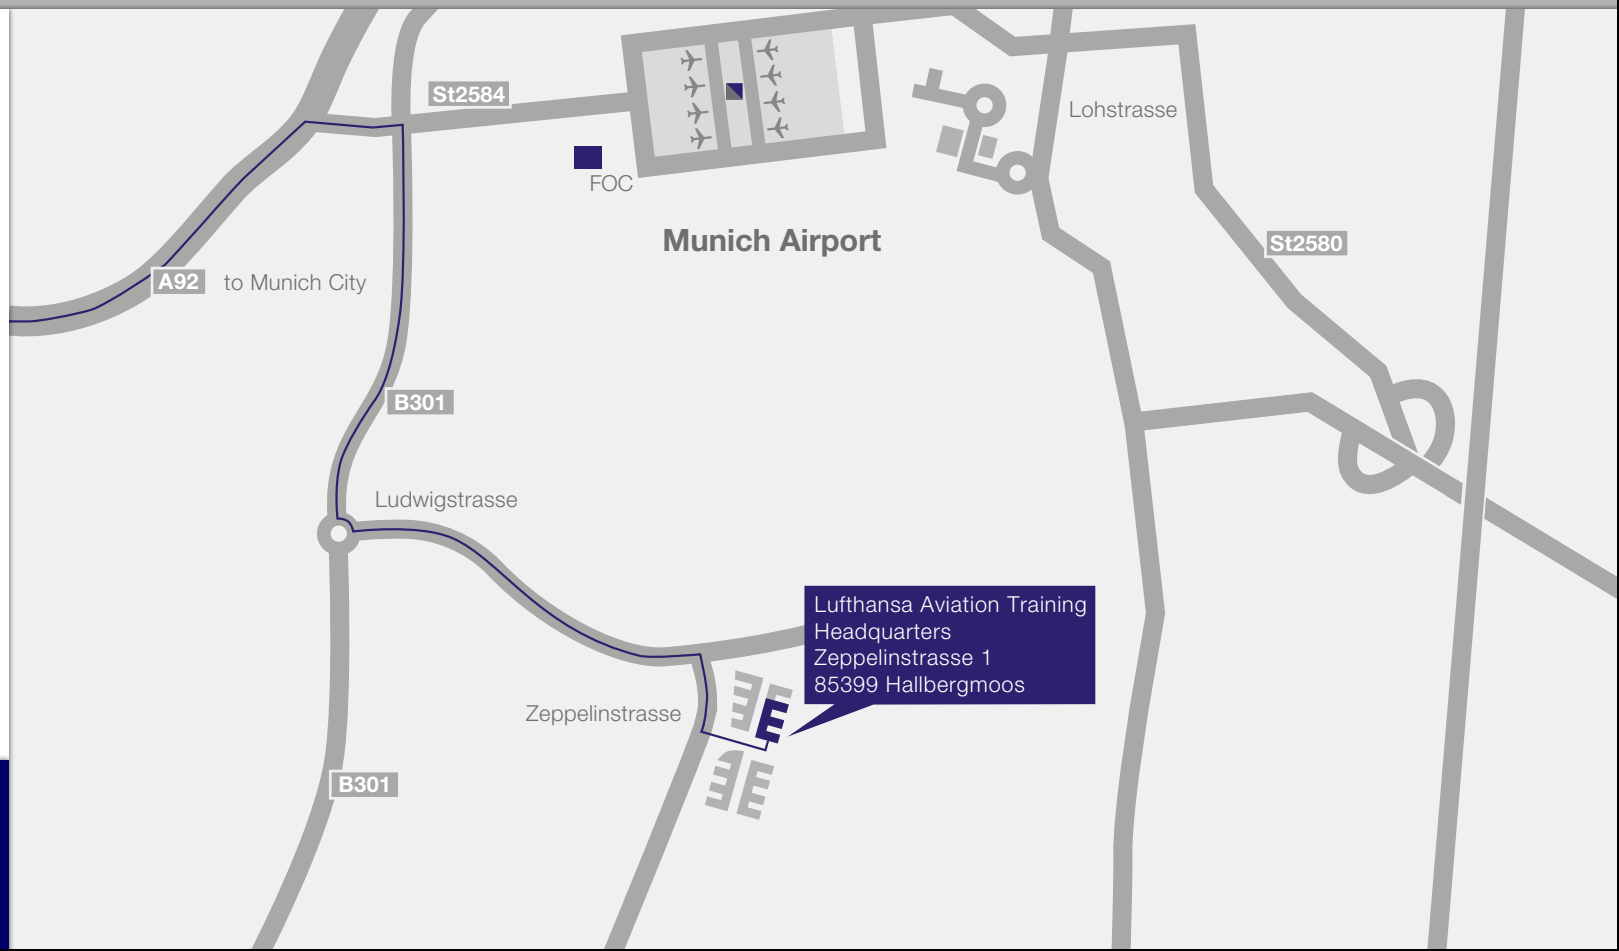 St2584
Lohstrasse
FOC
Munich Airport
St2580
A92
to Munich City
B301
Ludwigstrasse
Lufthansa Aviation Training
Headquarters
Zeppelinstrasse 1
85399 Hallbergmoos
Zeppelinstrasse
B301